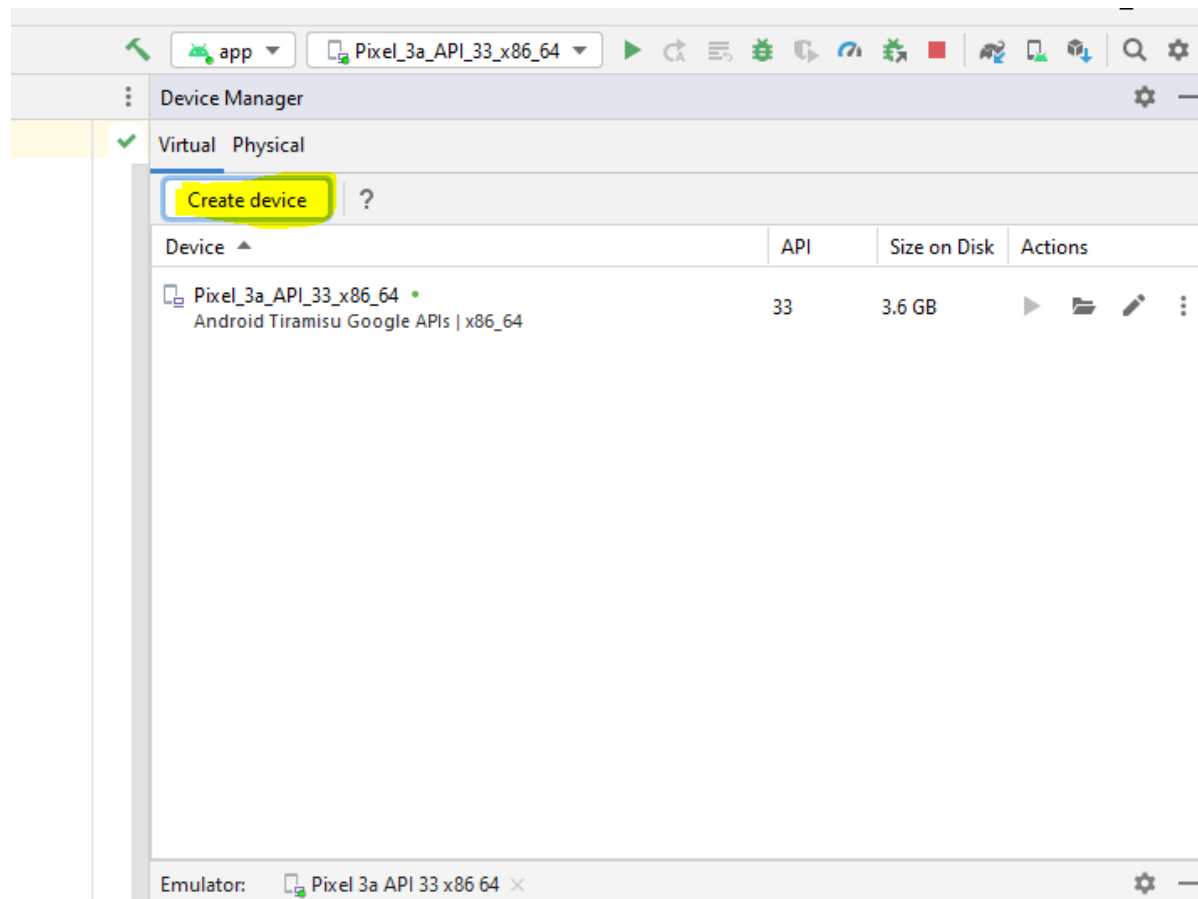 app Pixel_3a_API_33_x86_64
Device Manager
Virtual Physical
Create device ?
Device API Size on Disk Actions
Pixel_3a_API_33_x86_64 33 3.6 GB
Android Tiramisu Google APIs | x86_64
Emulator: Pixel 3a API 33 x86 64